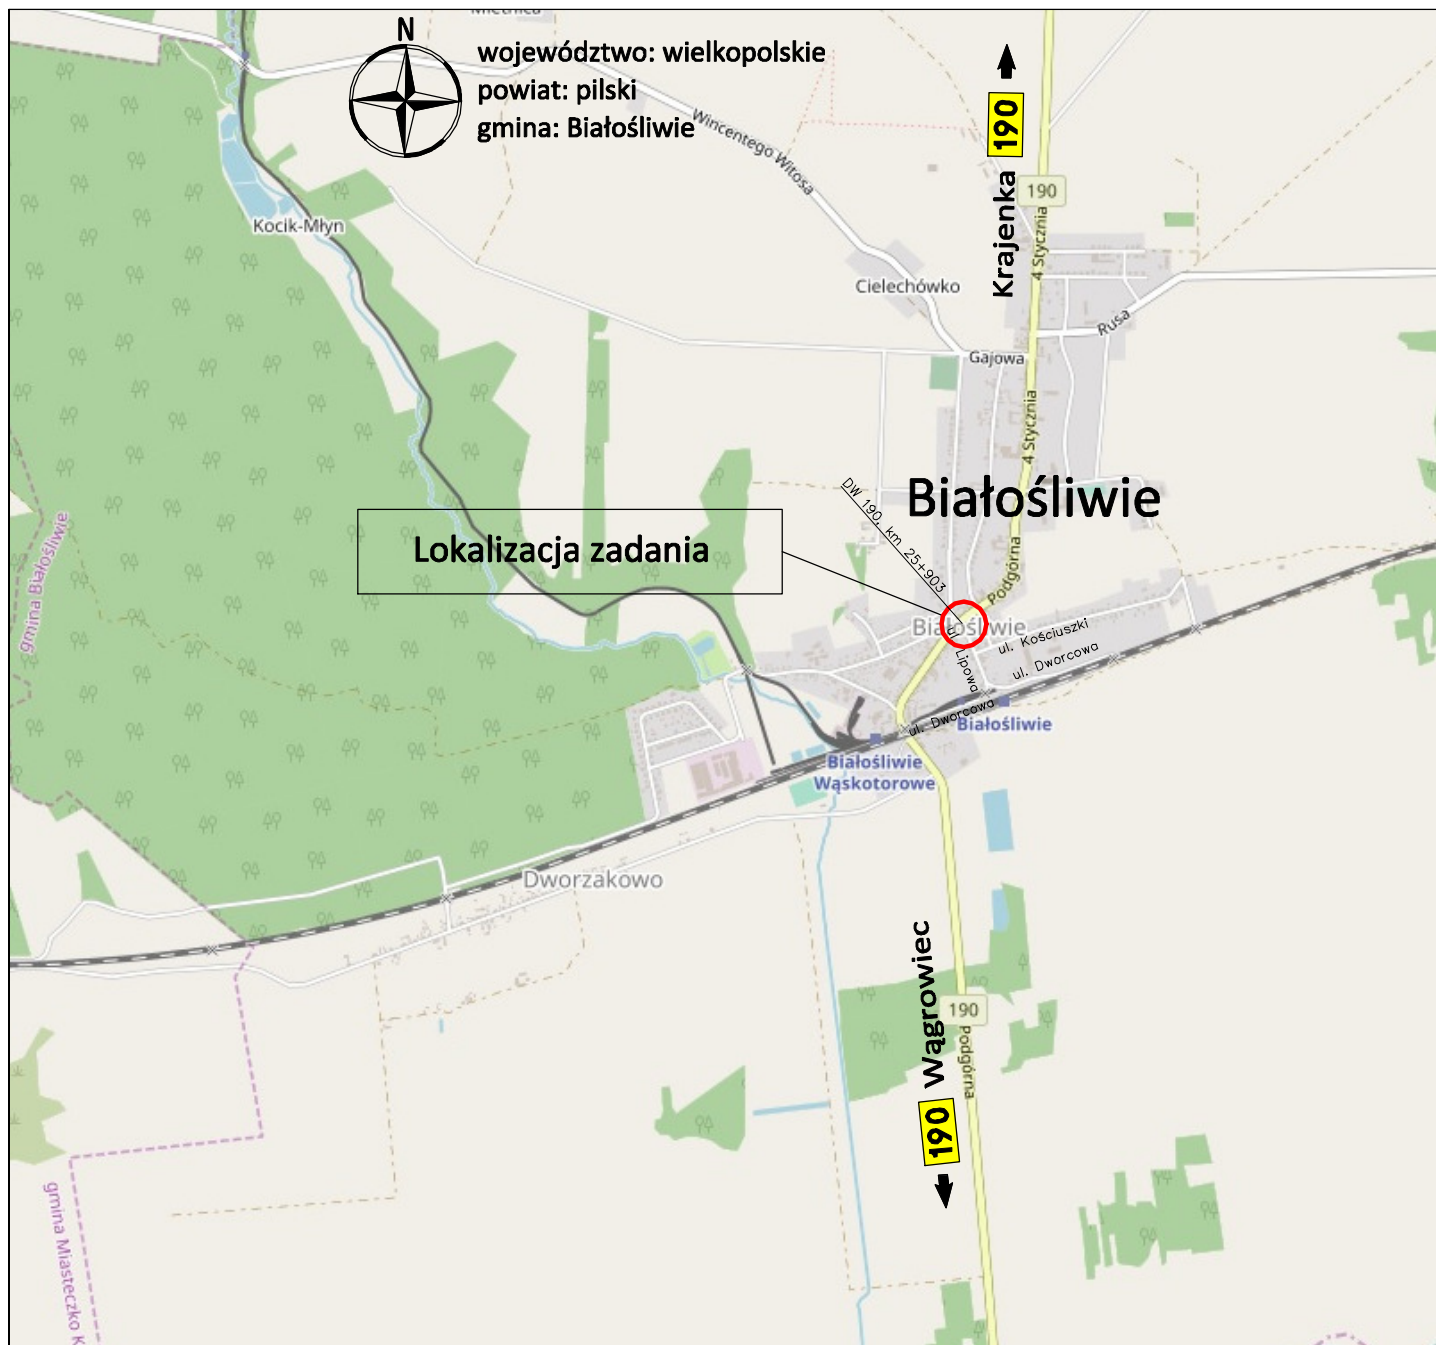 Mielnica
N
województwo: wielkopolskie
powiat: pilski
gmina: Białośliwie
Wincentego Witosa
Krajenka 190
190
4 Stycznia
Kocik-Młyn
Cielechówko
Rusa
Gajowa
4 Stycznia
Białośliwie
DW 190, km 25+903
Lokalizacja zadania
gmina Białośliwie
Podgórna
Białośliwie
ul. Kościuszki
ul. Lipowa
ul. Dworcowa
ul. Dworcowa
Białośliwie
Białośliwie
Wąskotorowe
Dworzakowo
190 Wągrowiec
190
Podgórna
gmina Miasteczko K